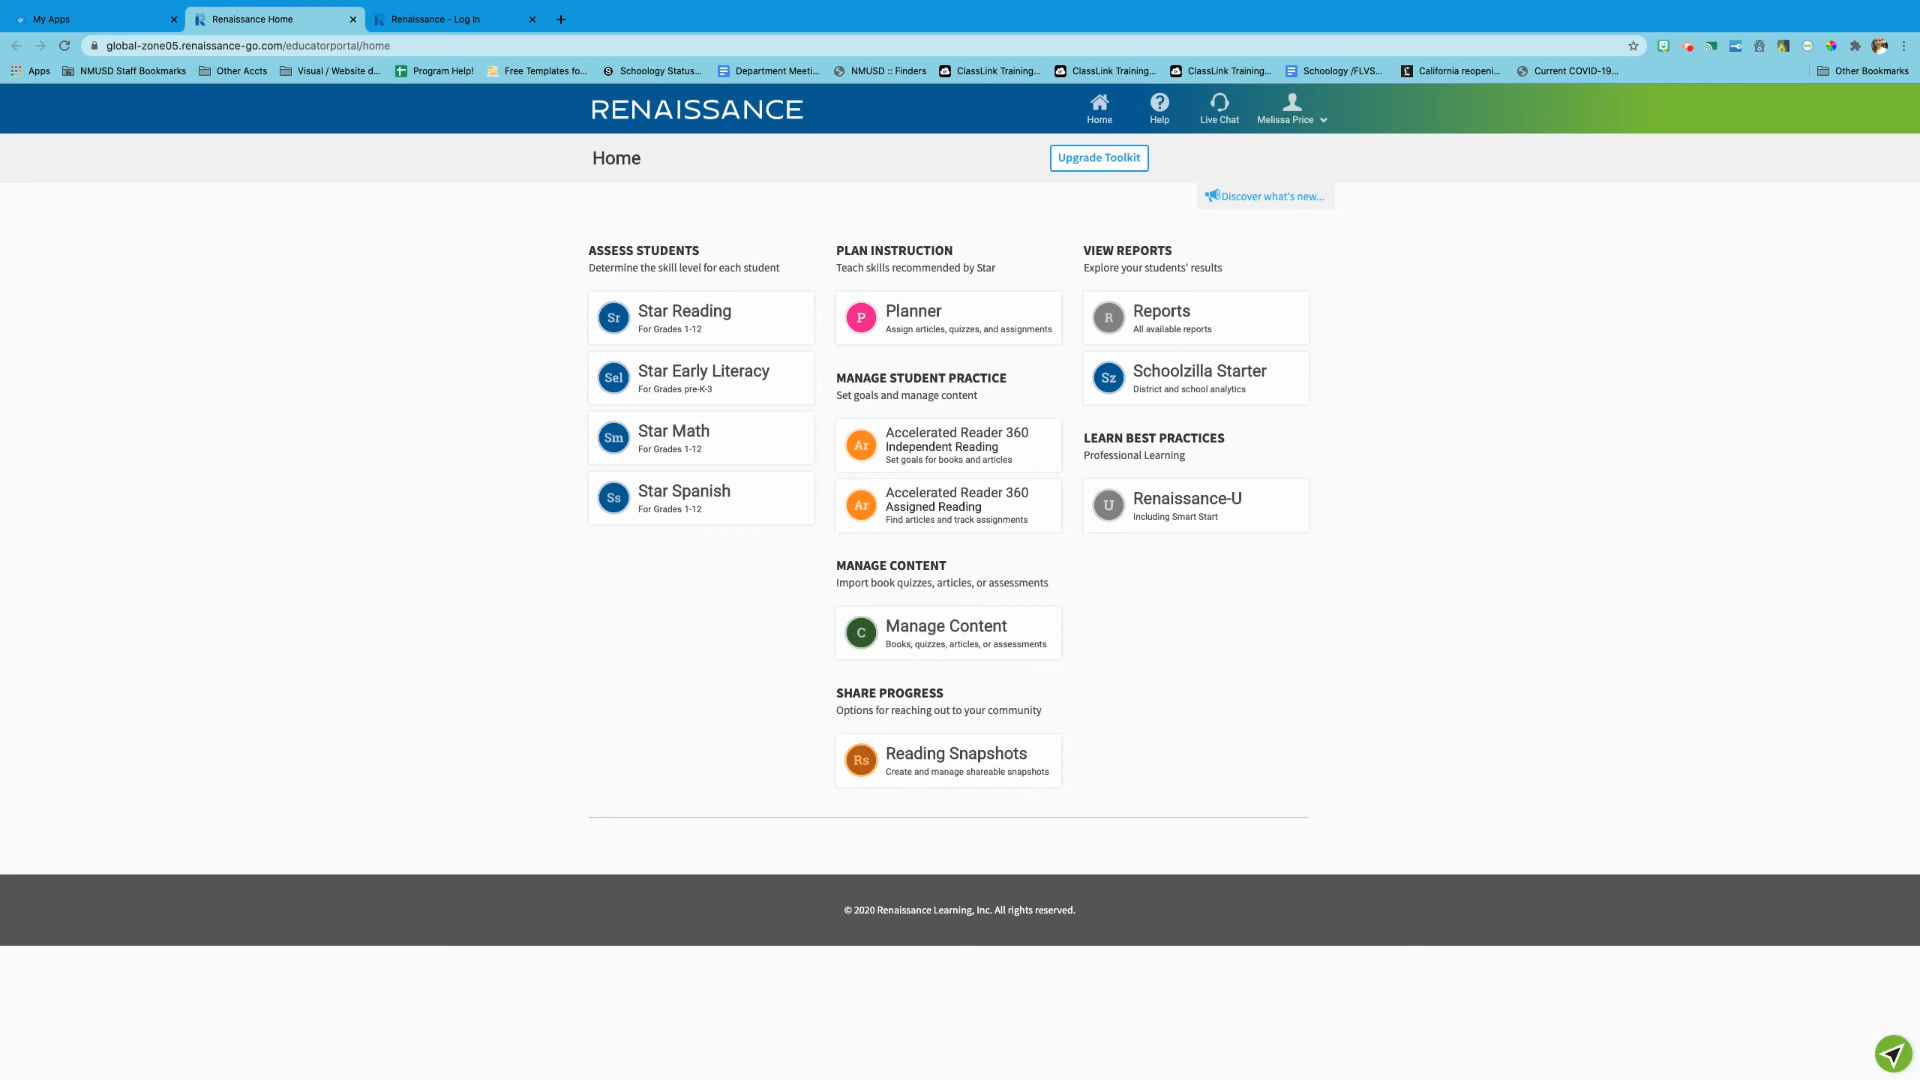 My Apps
Renaissance Home
Renaissance - Log In
global-zone05.renaissance-go.com/educatorportal/home
Apps
NMUSD Staff Bookmarks
Other Accts
Visual / Website d...
Program Help!
Free Templates fo...
Schoology Status...
Department Meeti...
NMUSD :: Finders
ClassLink Training...
ClassLink Training...
ClassLink Training...
Schoology /FLVS...
California reopeni...
Current COVID-19...
Other Bookmarks
RENAISSANCE
Home
Help
Live Chat
Melissa Price
Home
Upgrade Toolkit
Discover what's new...
ASSESS STUDENTS
Determine the skill level for each student
Sr
Star Reading
For Grades 1-12
Sel
Star Early Literacy
For Grades pre-K-3
Sm
Star Math
For Grades 1-12
Ss
Star Spanish
For Grades 1-12
PLAN INSTRUCTION
Teach skills recommended by Star
P
Planner
Assign articles, quizzes, and assignments
MANAGE STUDENT PRACTICE
Set goals and manage content
Ar
Accelerated Reader 360
Independent Reading
Set goals for books and articles
Ar
Accelerated Reader 360
Assigned Reading
Find articles and track assignments
MANAGE CONTENT
Import book quizzes, articles, or assessments
C
Manage Content
Books, quizzes, articles, or assessments
SHARE PROGRESS
Options for reaching out to your community
Rs
Reading Snapshots
Create and manage shareable snapshots
VIEW REPORTS
Explore your students' results
R
Reports
All available reports
Sz
Schoolzilla Starter
District and school analytics
LEARN BEST PRACTICES
Professional Learning
U
Renaissance-U
Including Smart Start
© 2020 Renaissance Learning, Inc. All rights reserved.